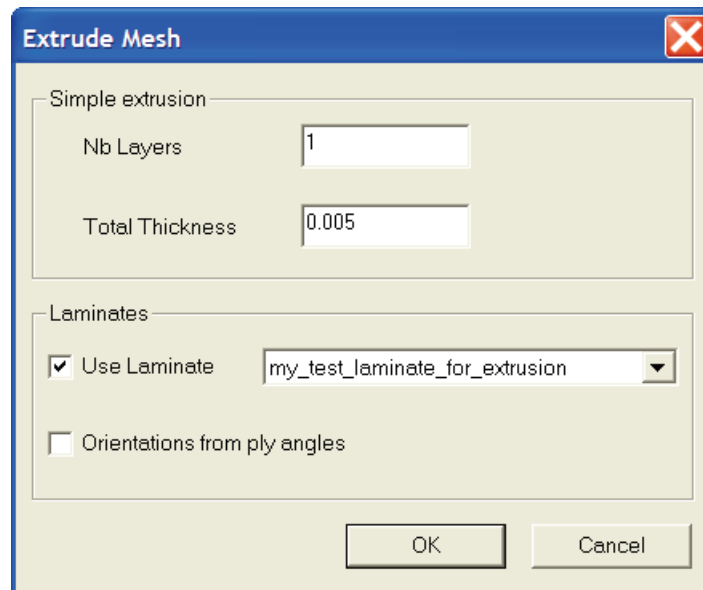 Extrude Mesh
Simple extrusion
Nb Layers
1
Total Thickness
0.005
Laminates
Use Laminate
my_test_laminate_for_extrusion
Orientations from ply angles
OK
Cancel